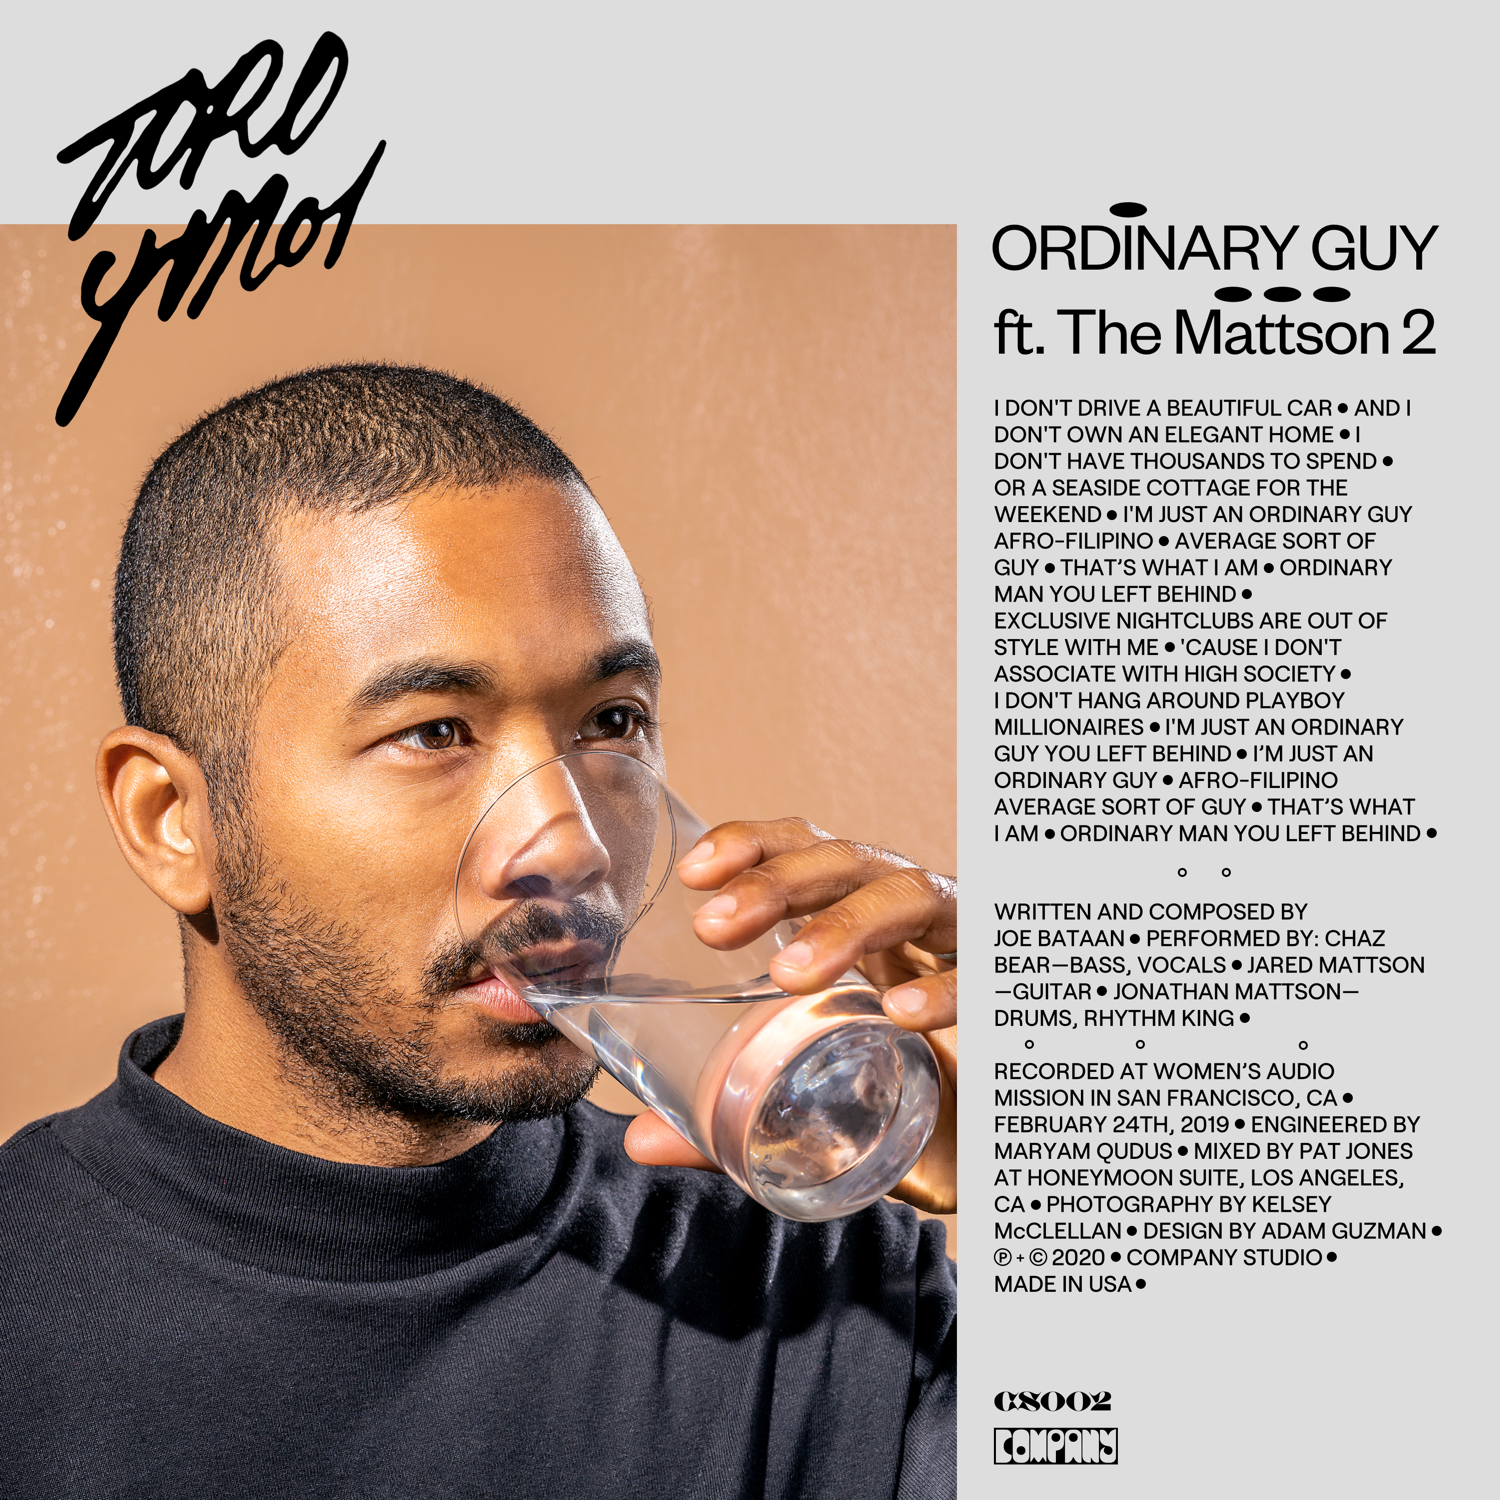 TORO
Y MOI
ORDINARY GUY
ft. The Mattson 2
I DON'T DRIVE A BEAUTIFUL CAR ● AND I
DON'T OWN AN ELEGANT HOME ● I
DON'T HAVE THOUSANDS TO SPEND ●
OR A SEASIDE COTTAGE FOR THE
WEEKEND ● I'M JUST AN ORDINARY GUY
AFRO–FILIPINO ● AVERAGE SORT OF
GUY ● THAT’S WHAT I AM ● ORDINARY
MAN YOU LEFT BEHIND ●
EXCLUSIVE NIGHTCLUBS ARE OUT OF
STYLE WITH ME ● 'CAUSE I DON'T
ASSOCIATE WITH HIGH SOCIETY ●
I DON'T HANG AROUND PLAYBOY
MILLIONAIRES ● I'M JUST AN ORDINARY
GUY YOU LEFT BEHIND ● I’M JUST AN
ORDINARY GUY ● AFRO–FILIPINO
AVERAGE SORT OF GUY ● THAT’S WHAT
I AM ● ORDINARY MAN YOU LEFT BEHIND ●
WRITTEN AND COMPOSED BY
JOE BATAAN ● PERFORMED BY: CHAZ
BEAR—BASS, VOCALS ● JARED MATTSON
—GUITAR ● JONATHAN MATTSON—
DRUMS, RHYTHM KING ●
RECORDED AT WOMEN’S AUDIO
MISSION IN SAN FRANCISCO, CA ●
FEBRUARY 24TH, 2019 ● ENGINEERED BY
MARYAM QUDUS ● MIXED BY PAT JONES
AT HONEYMOON SUITE, LOS ANGELES,
CA ● PHOTOGRAPHY BY KELSEY
McCLELLAN ● DESIGN BY ADAM GUZMAN ●
℗ + © 2020 ● COMPANY STUDIO ●
MADE IN USA ●
CS002
COMPANY